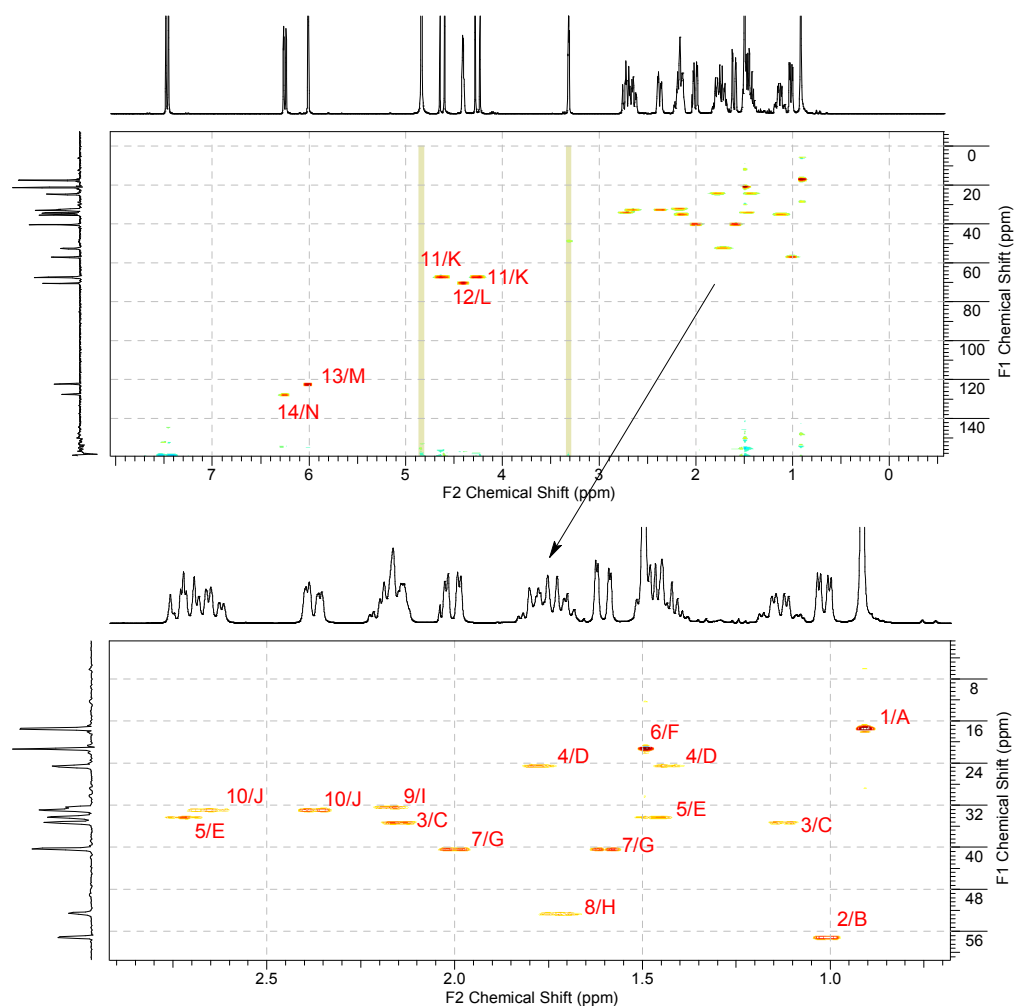 0
20
40
60
80
100
120
140
F1 Chemical Shift (ppm)
11/K
11/K
12/L
13/M
14/N
7 6 5 4 3 2 1 0
F2 Chemical Shift (ppm)
8
16
24
32
40
48
56
F1 Chemical Shift (ppm)
1/A
6/F
4/D
4/D
10/J
10/J
9/I
5/E
3/C
5/E
3/C
7/G
7/G
8/H
2/B
2.5 2.0 1.5 1.0
F2 Chemical Shift (ppm)